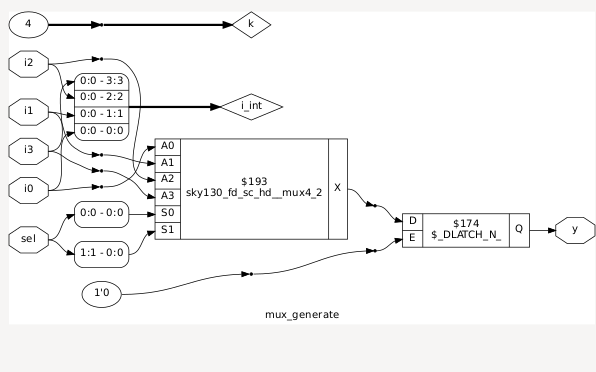 4
k
i2
0:0 - 3:3
0:0 - 2:2
i_int
i1
0:0 - 1:1
0:0 - 0:0
i3
A0
A1
$193
A2
sky130_fd_sc_hd__mux4_2
X
i0
A3
0:0 - 0:0
S0
S1
D
$174
Q
y
sel
E
$_DLATCH_N_
1:1 - 0:0
1'0
mux_generate